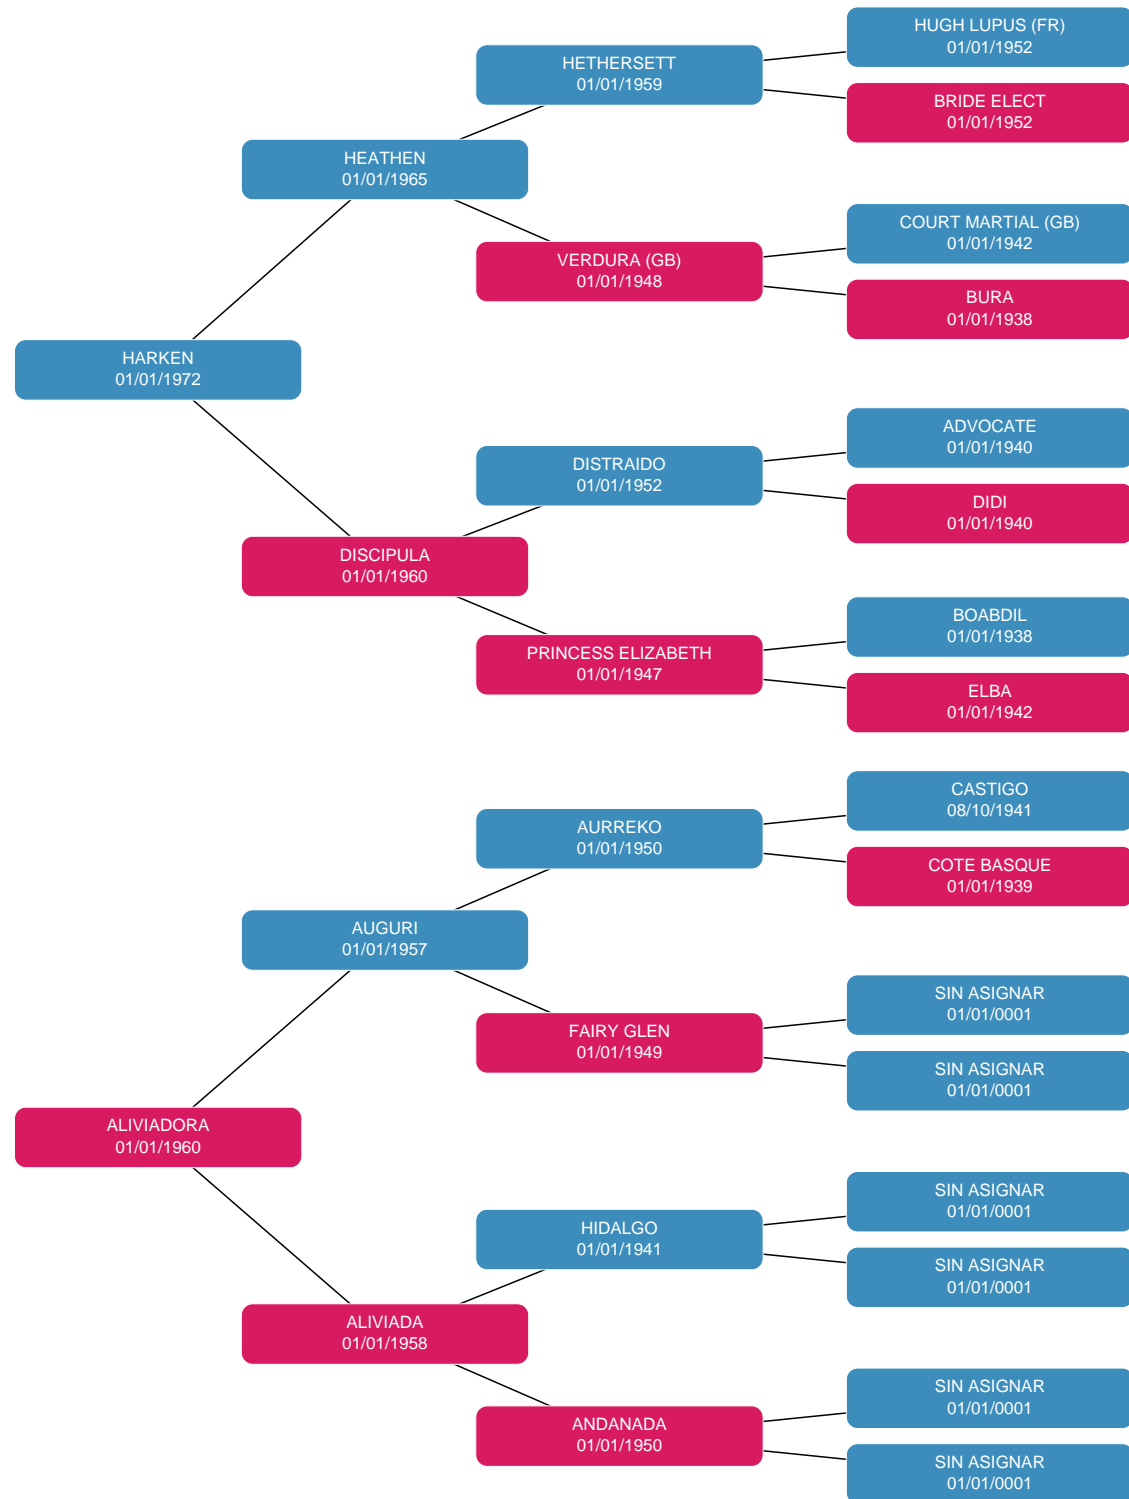 HUGH LUPUS (FR)
01/01/1952
HETHERSETT
01/01/1959
BRIDE ELECT
01/01/1952
HEATHEN
01/01/1965
COURT MARTIAL (GB)
01/01/1942
VERDURA (GB)
01/01/1948
BURA
01/01/1938
HARKEN
01/01/1972
ADVOCATE
01/01/1940
DISTRAIDO
01/01/1952
DIDI
01/01/1940
DISCIPULA
01/01/1960
BOABDIL
01/01/1938
PRINCESS ELIZABETH
01/01/1947
ELBA
01/01/1942
CASTIGO
08/10/1941
AURREKO
01/01/1950
COTE BASQUE
01/01/1939
AUGURI
01/01/1957
SIN ASIGNAR
01/01/0001
FAIRY GLEN
01/01/1949
SIN ASIGNAR
01/01/0001
ALIVIADORA
01/01/1960
SIN ASIGNAR
01/01/0001
HIDALGO
01/01/1941
SIN ASIGNAR
01/01/0001
ALIVIADA
01/01/1958
SIN ASIGNAR
01/01/0001
ANDANADA
01/01/1950
SIN ASIGNAR
01/01/0001